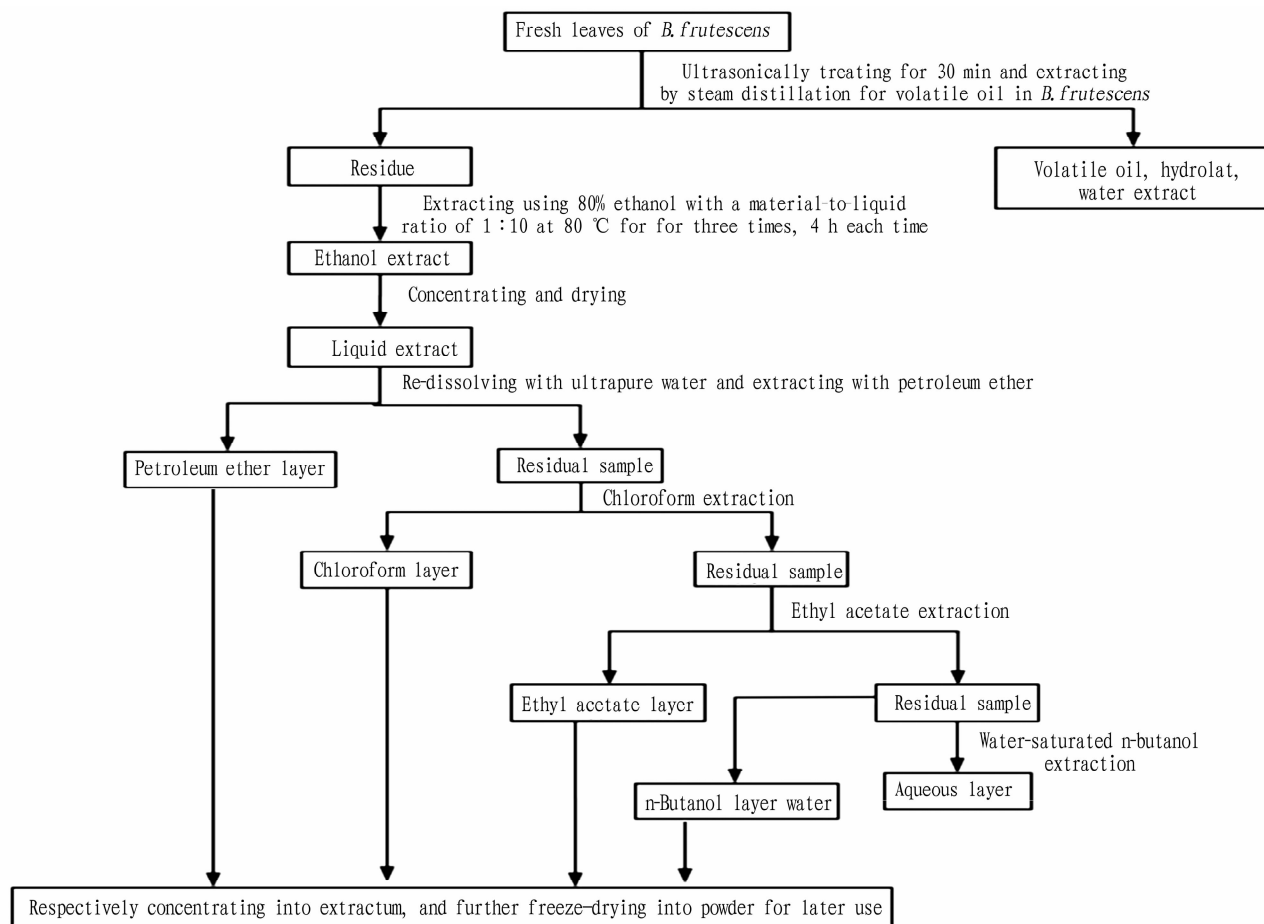 Fresh leaves of B. frutescens
Ultrasonically treating for 30 min and extracting
by steam distillation for volatile oil in B. frutescens
Residue
Volatile oil, hydrolat,
water extract
Extracting using 80% ethanol with a material-to-liquid
ratio of 1:10 at 80 ℃ for for three times, 4 h each time
Ethanol extract
Concentrating and drying
Liquid extract
Re-dissolving with ultrapure water and extracting with petroleum ether
Petroleum ether layer
Residual sample
Chloroform extraction
Chloroform layer
Residual sample
Ethyl acetate extraction
Ethyl acetate layer
Residual sample
Water-saturated n-butanol
extraction
n-Butanol layer water
Aqueous layer
Respectively concentrating into extractum, and further freeze-drying into powder for later use